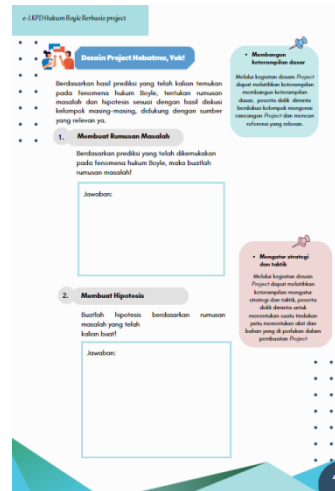 e-LKPD Hukum Boyle Berbasis project
Desain Project Hebatmu, Yuk!
Berdasarkan hasil prediksi yang telah kalian temukan
pada fenomena hukum Boyle, tentukan rumusan
masalah dan hipotesis sesuai dengan hasil diskusi
kelompok masing-masing, didukung dengan sumber
yang relevan ya.
1. Membuat Rumusan Masalah
Berdasarkan prediksi yang telah dikemukakan
pada fenomena hukum Boyle, maka buatlah
rumusan masalah!
Jawaban:
2. Membuat Hipotesis
Buatlah hipotesis berdasarkan rumusan
masalah yang telah
kalian buat!
Jawaban:
• Membangun
keterampilan dasar
Melalui kegiatan desain Project
dapat melatihkan keterampilan
membangun keterampilan
dasar, peserta didik diminta
berdiskusi kelompok mengenai
rancangan Project dan mencari
referensi yang relevan.
• Mengatur strategi
dan taktik
Melalui kegiatan desain
Project dapat melatihkan
keterampilan mengatur
strategi dan taktik, peserta
didik diminta untuk
menentukan suatu tindakan
yaitu menentukan alat dan
bahan yang di perlukan dalam
pembuatan Project